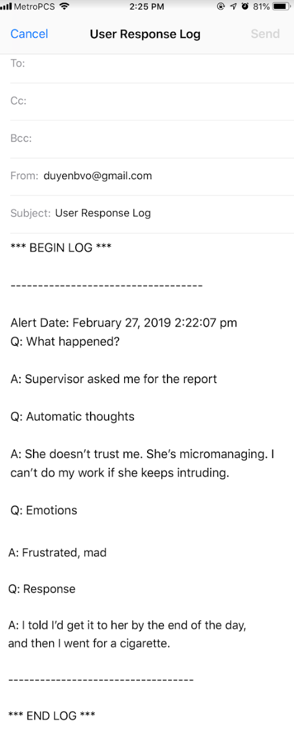 MetroPCS 2:25 PM 81%
Cancel User Response Log Send
To:
Cc:
Bcc:
From: duyenbvo@gmail.com
Subject: User Response Log
*** BEGIN LOG ***
-----------------------------------
Alert Date: February 27, 2019 2:22:07 pm
Q: What happened?
A: Supervisor asked me for the report
Q: Automatic thoughts
A: She doesn’t trust me. She’s micromanaging. I
can’t do my work if she keeps intruding.
Q: Emotions
A: Frustrated, mad
Q: Response
A: I told I’d get it to her by the end of the day,
and then I went for a cigarette.
-----------------------------------
*** END LOG ***